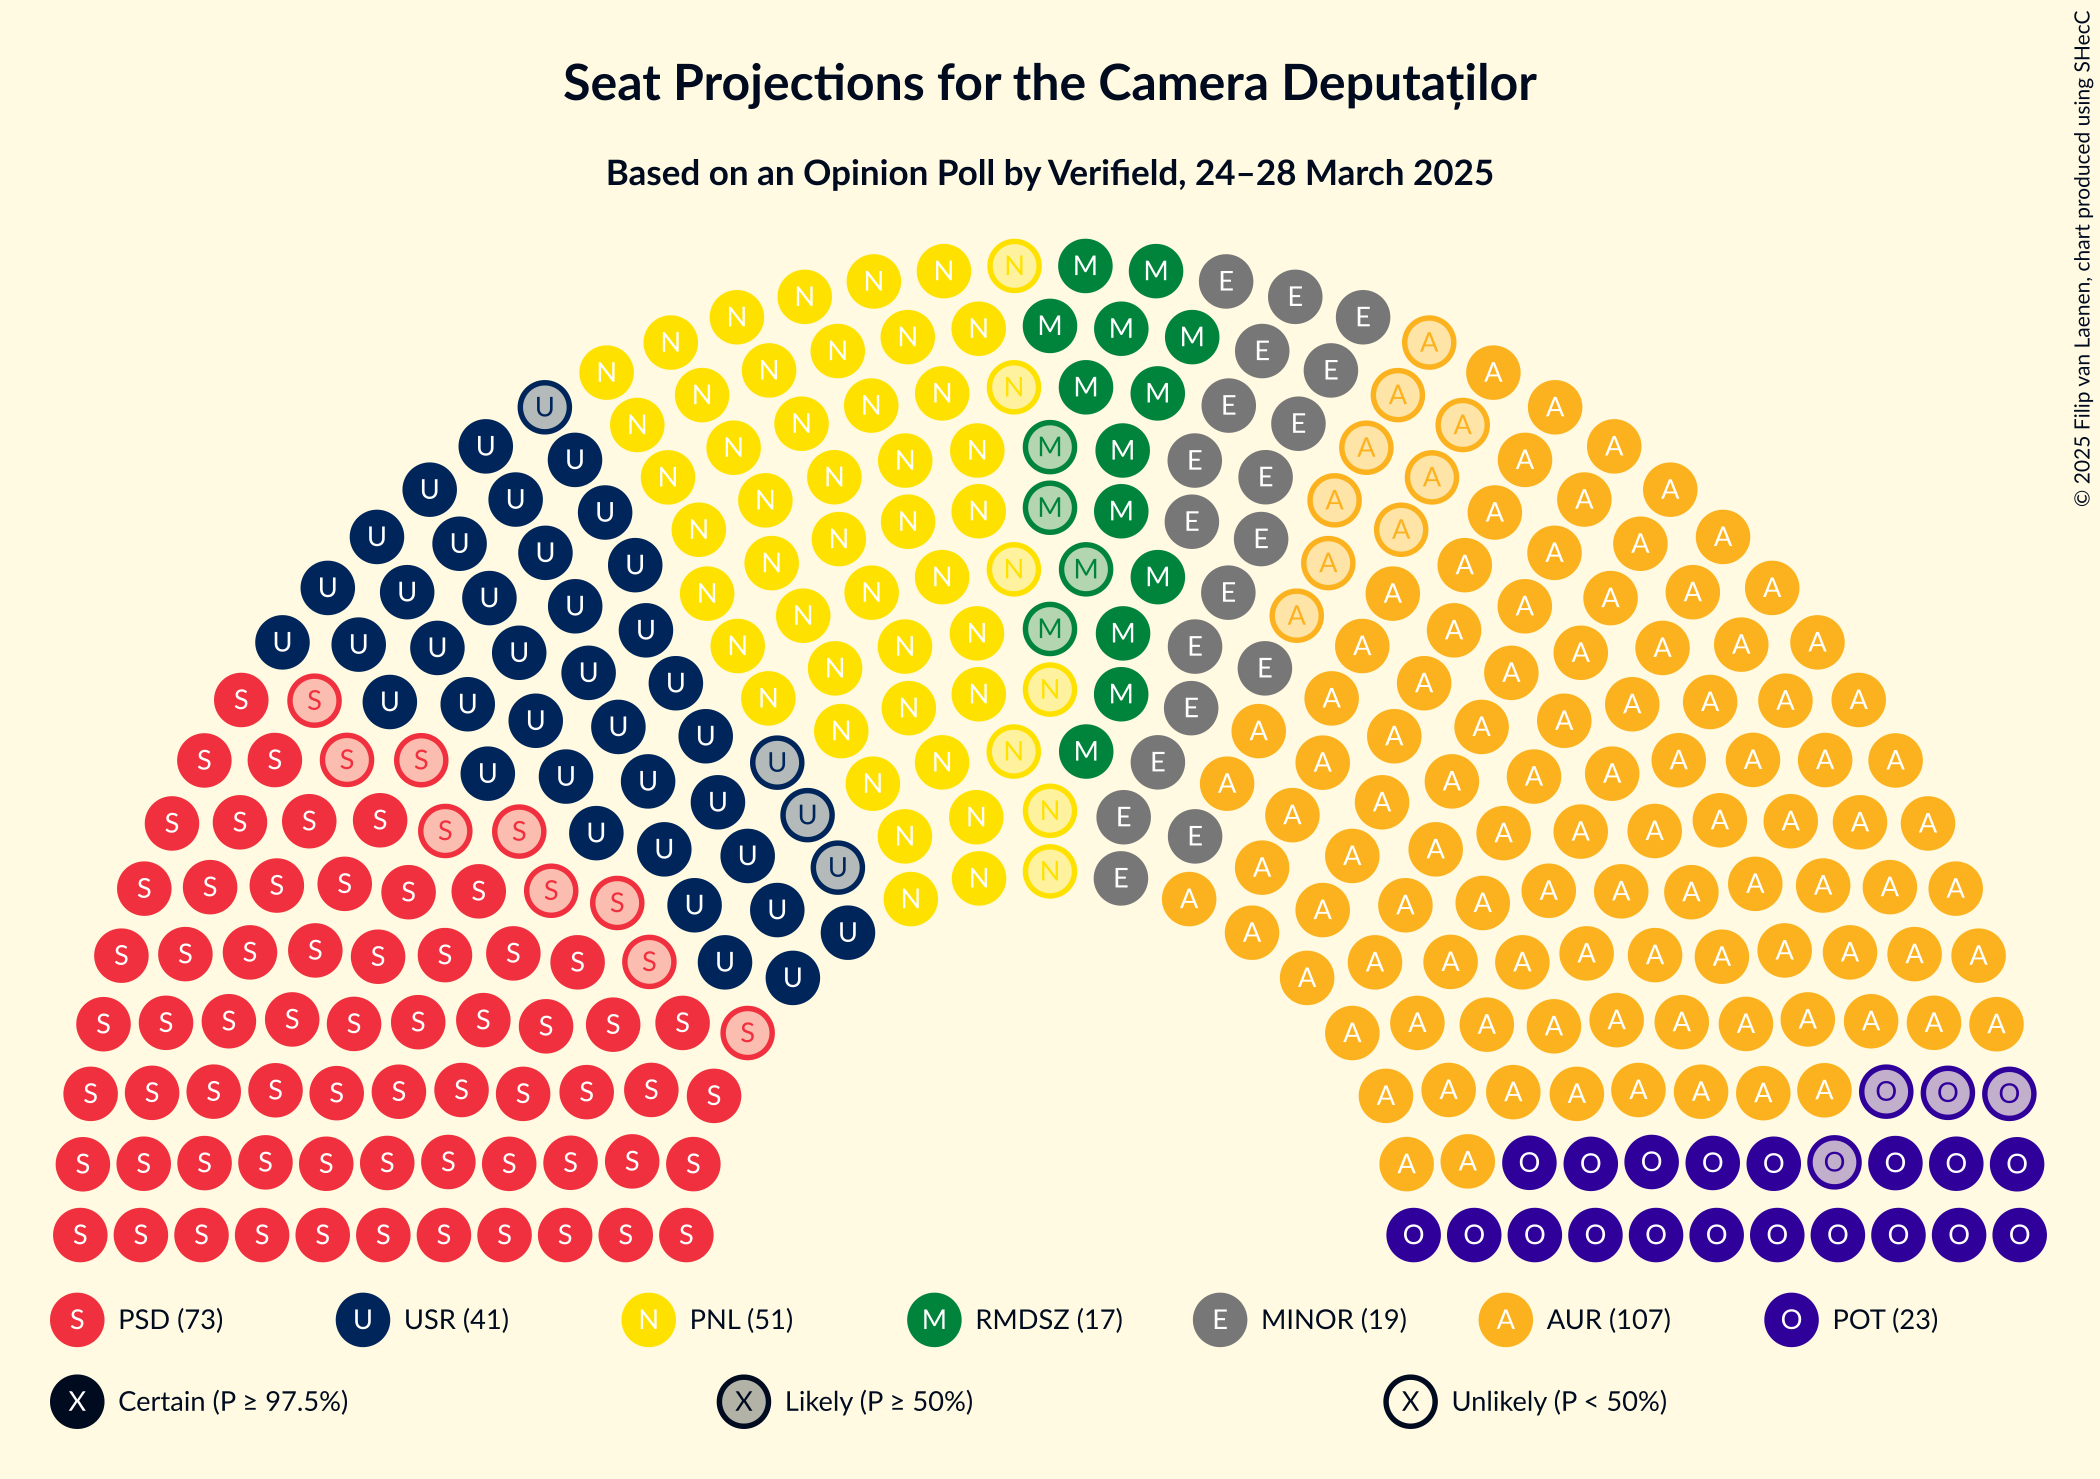 Seat Projections for the Camera Deputaților
Based on an Opinion Poll by Verifield, 24–28 March 2025
© 2025 Filip van Laenen, chart produced using SHecC
S PSD (73) U USR (41) N PNL (51) M RMDSZ (17) E MINOR (19) A AUR (107) O POT (23)
X Certain (P ≥ 97.5%) X Likely (P ≥ 50%) X Unlikely (P < 50%)